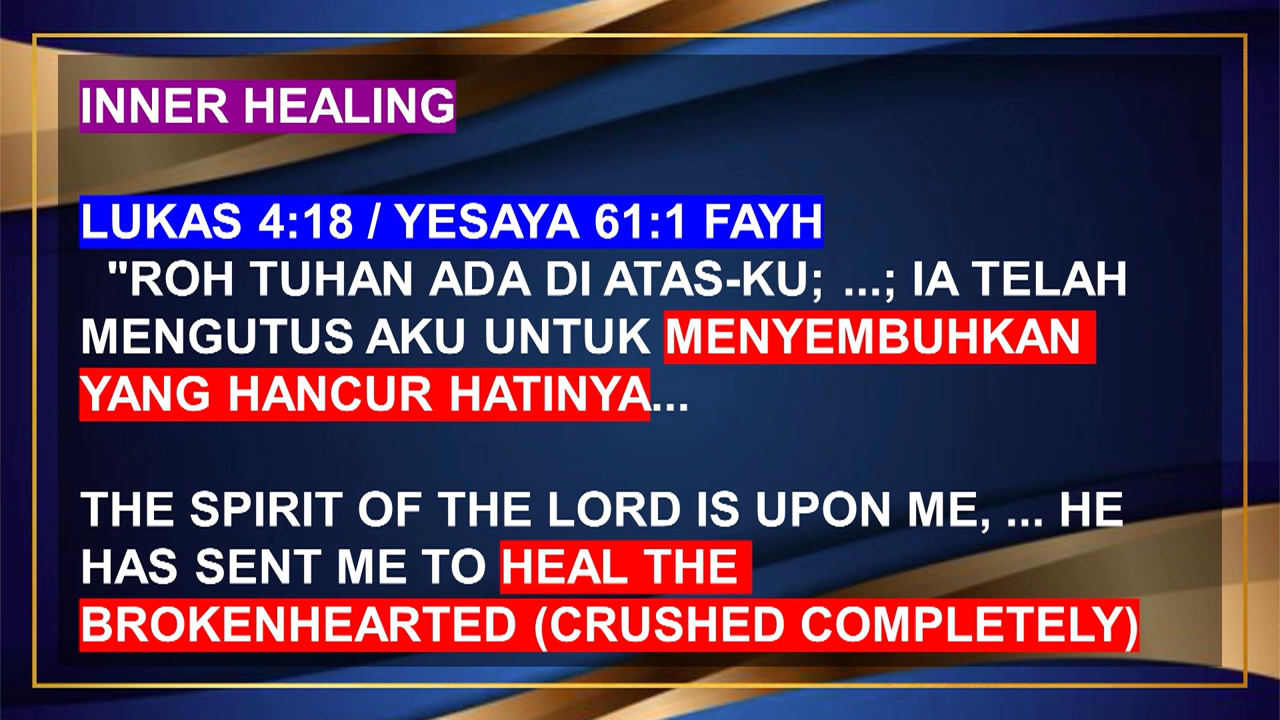 INNER HEALING
LUKAS 4:18 / YESAYA 61:1 FAYH
"ROH TUHAN ADA DI ATAS-KU; ...; IA TELAH
MENGUTUS AKU UNTUK MENYEMBUHKAN
YANG HANCUR HATINYA...
THE SPIRIT OF THE LORD IS UPON ME, ... HE
HAS SENT ME TO HEAL THE
BROKENHEARTED (CRUSHED COMPLETELY)